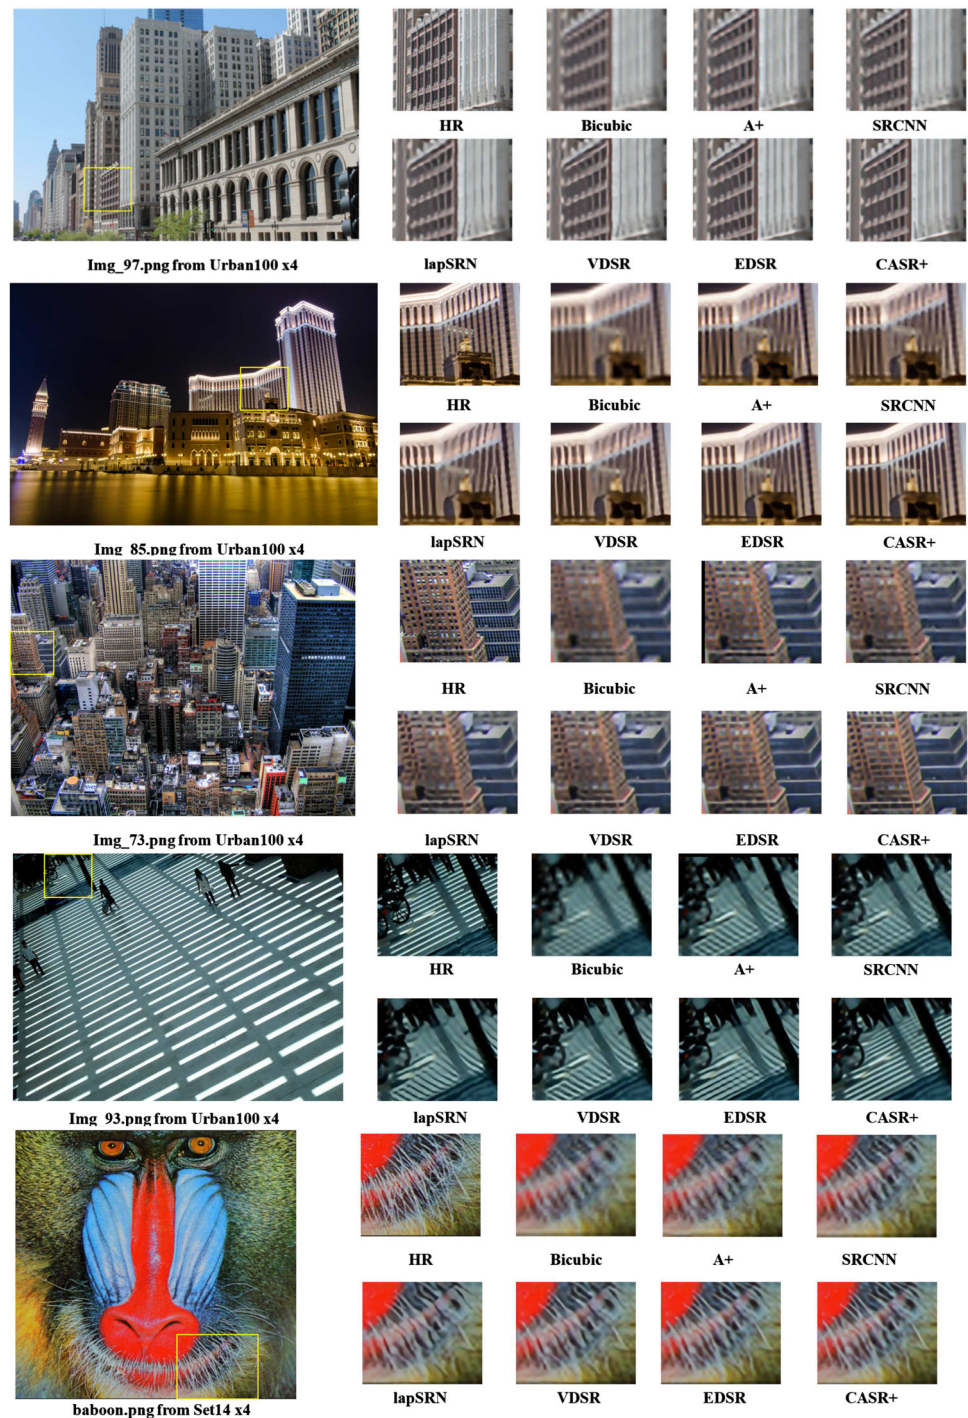 HR Bicubic A+ SRCNN
Img_97.png from Urban100 x4 lapSRN VDSR EDSR CASR+
HR Bicubic A+ SRCNN
Img_85.png from Urban100 x4 lapSRN VDSR EDSR CASR+
HR Bicubic A+ SRCNN
Img_73.png from Urban100 x4 lapSRN VDSR EDSR CASR+
HR Bicubic A+ SRCNN
Img_93.png from Urban100 x4 lapSRN VDSR EDSR CASR+
HR Bicubic A+ SRCNN
baboon.png from Set14 x4 lapSRN VDSR EDSR CASR+